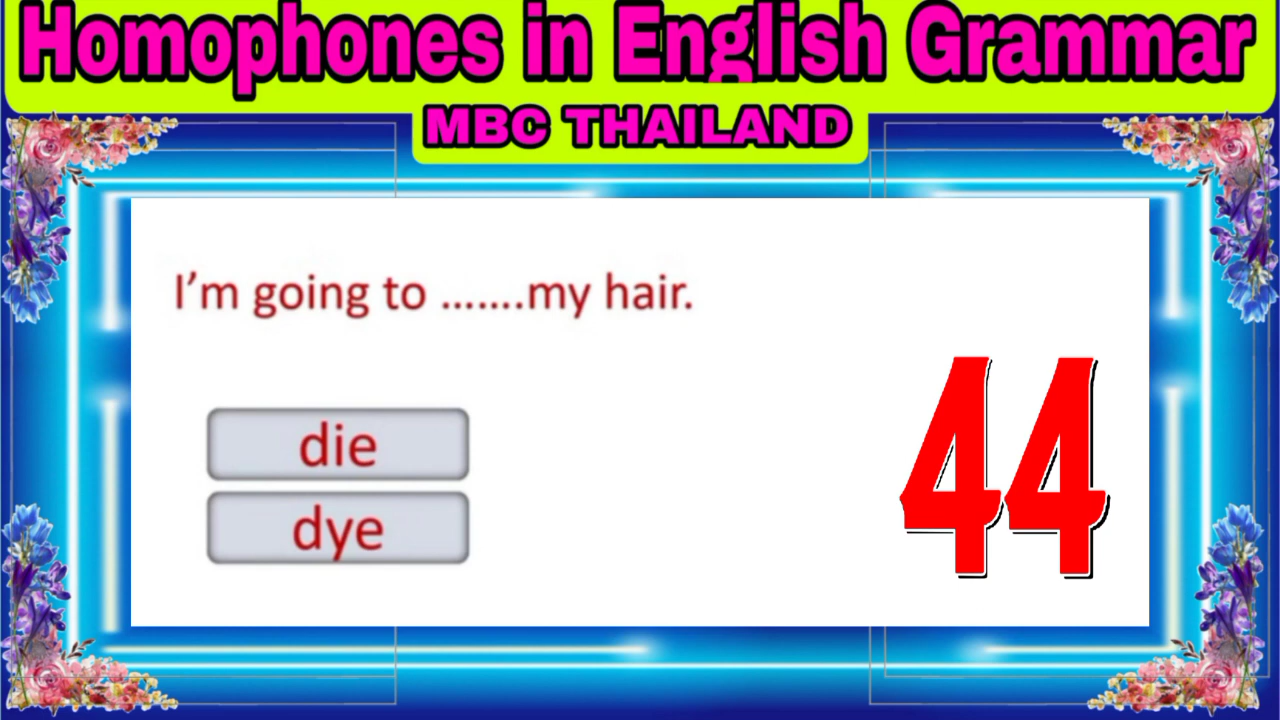 Homophones in English Grammar
MBC THAILAND
I'm going to .......my hair.
die
dye
44